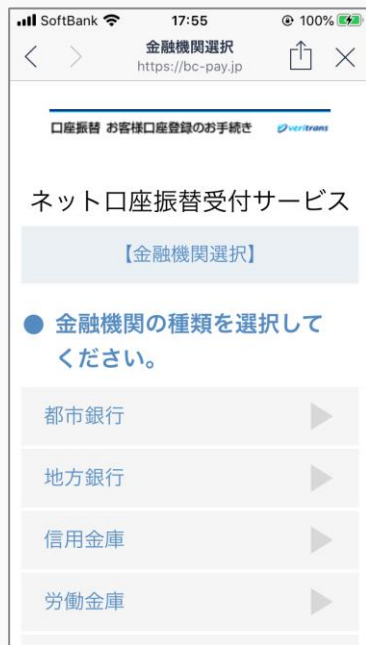 SoftBank 17:55 100%
金融機関選択
https://bc-pay.jp
口座振替 お客様口座登録のお手続き veritrans
ネット口座振替受付サービス
【金融機関選択】
● 金融機関の種類を選択して
ください。
都市銀行
地方銀行
信用金庫
労働金庫